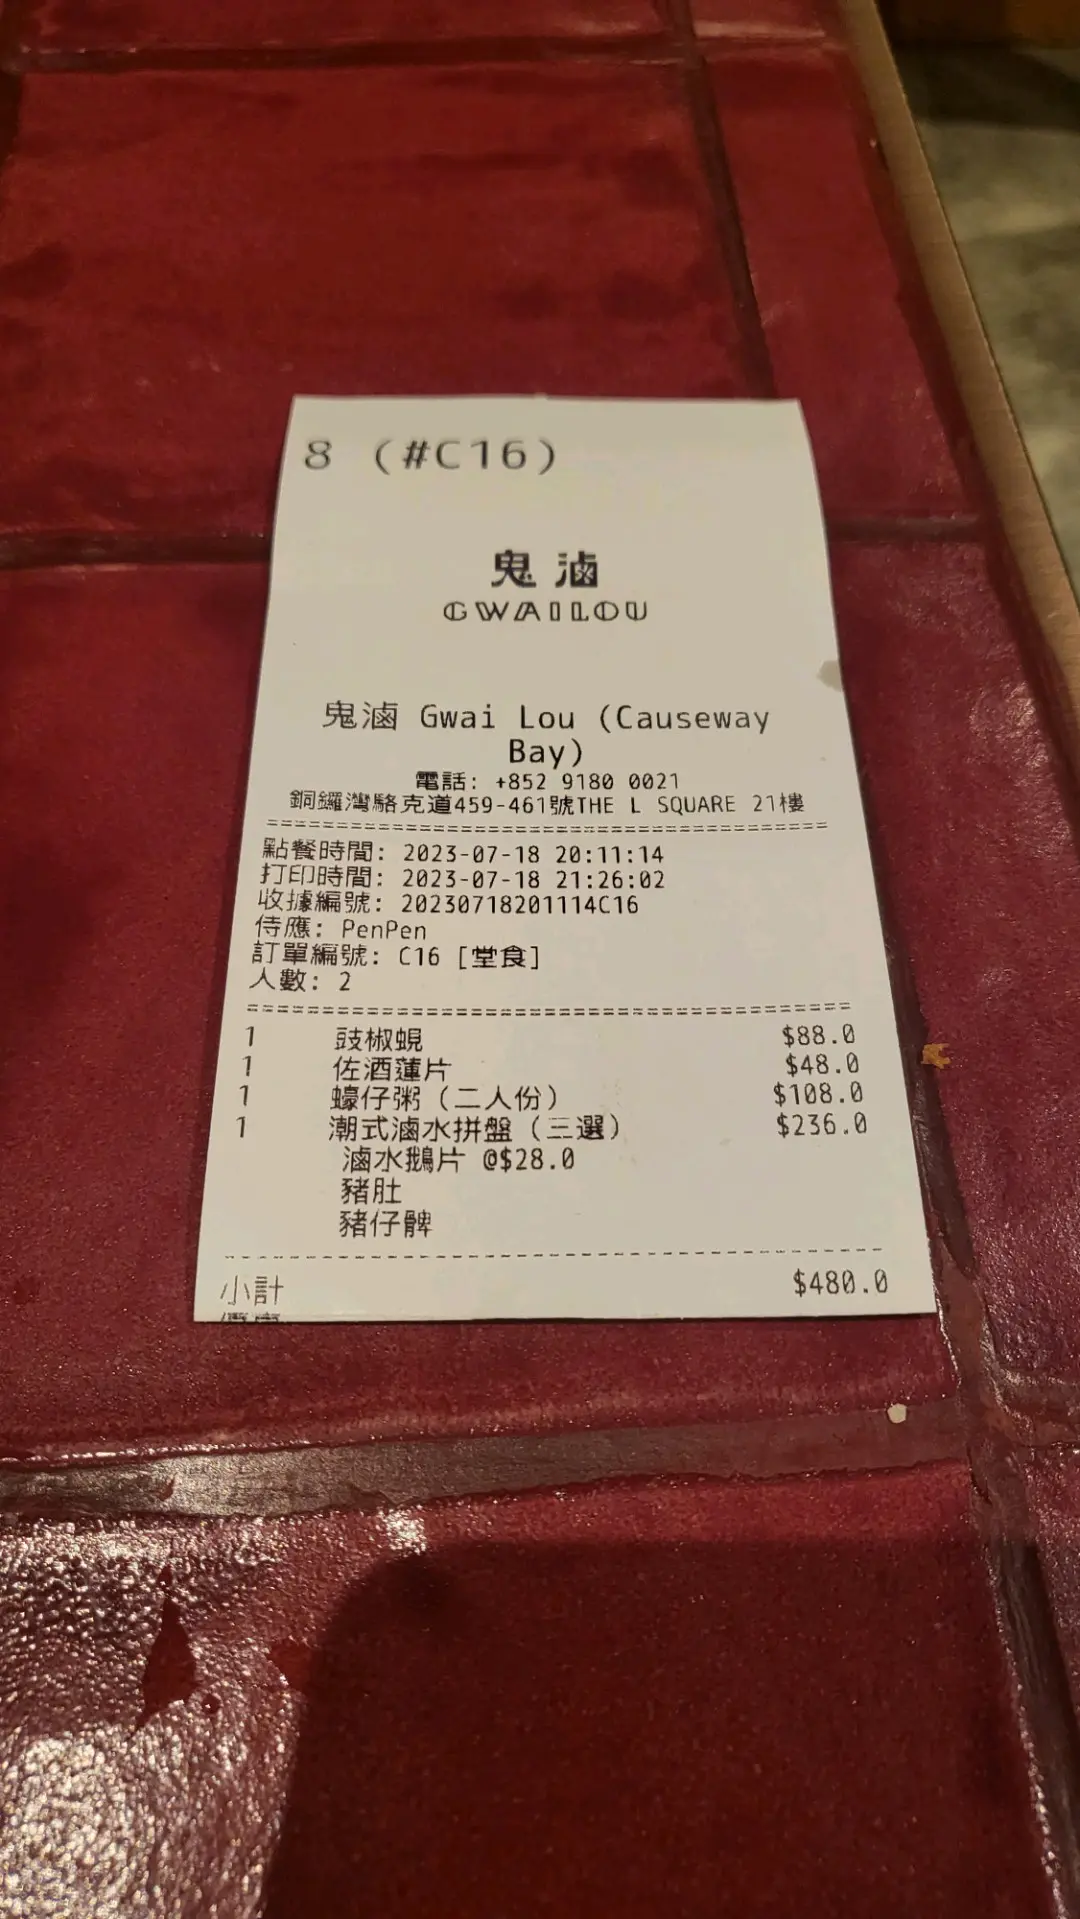 8 (#C16)
鬼滷
GWAILOU
鬼滷 Gwai Lou (Causeway
Bay)
電話: +852 9180 0021
銅鑼灣駱克道459-461號THE L SQUARE 21樓
========================================
點餐時間: 2023-07-18 20:11:14
打印時間: 2023-07-18 21:26:02
收據編號: 20230718201114C16
侍應: PenPen
訂單編號: C16 [堂食]
人數: 2
========================================
1 豉椒蜆 $88.0
1 佐酒蓮片 $48.0
1 蠔仔粥（二人份） $108.0
1 潮式滷水拼盤（三選） $236.0
滷水鵝片 @$28.0
豬肚
豬仔髀
----------------------------------------
小計 $480.0